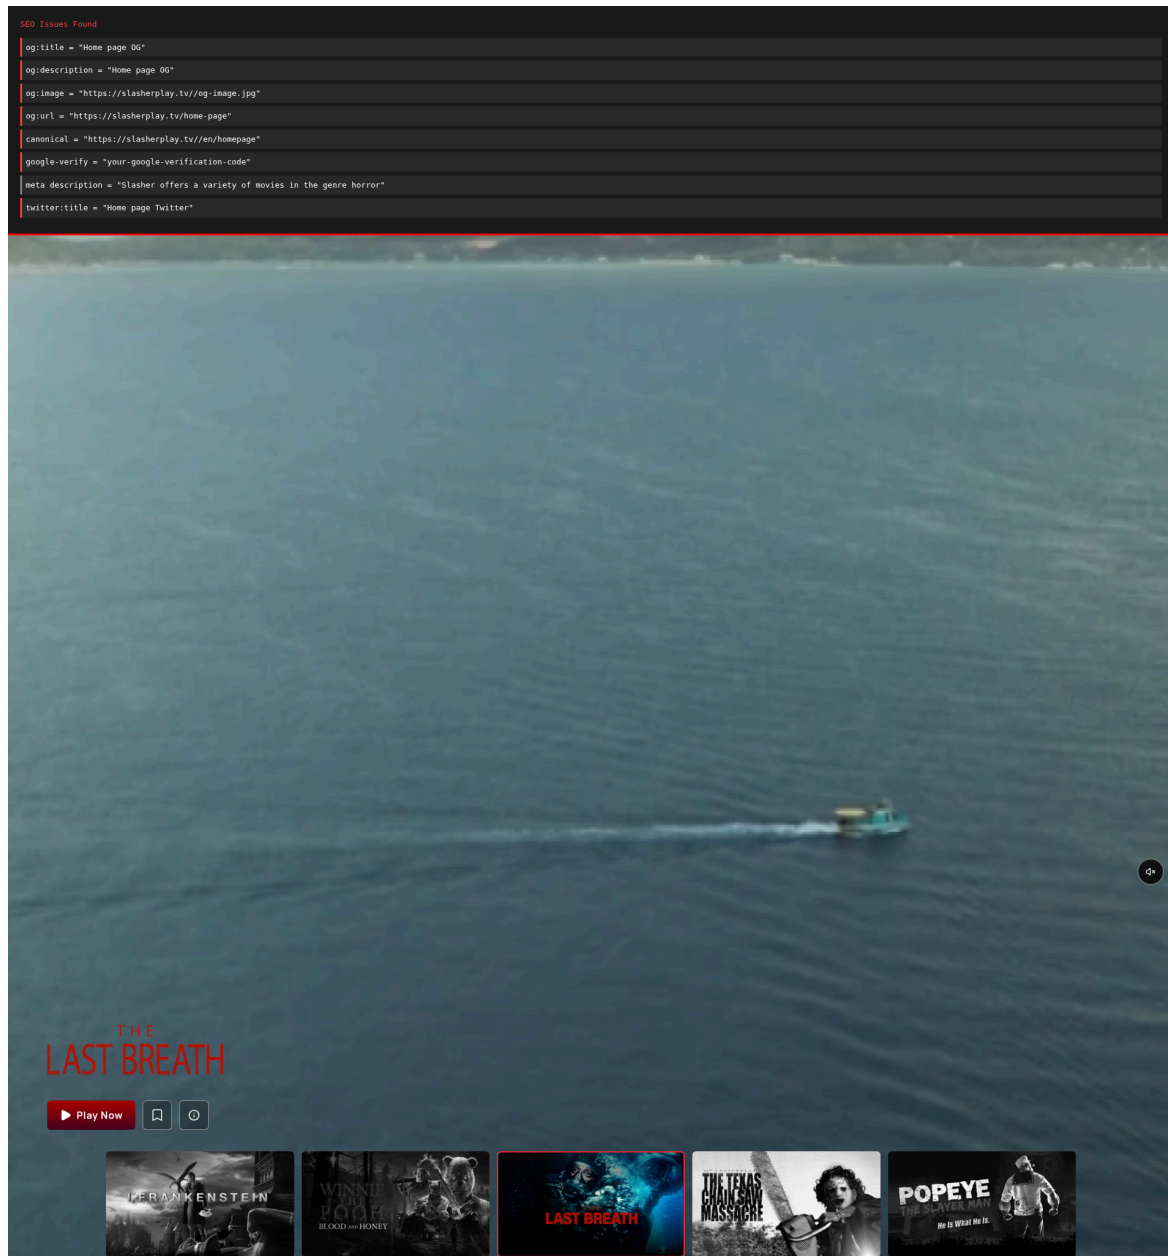 SEO Issues Found
og:title = "Home page OG"
og:description = "Home page OG"
og:image = "https://slasherplay.tv//og-image.jpg"
og:url = "https://slasherplay.tv/home-page"
canonical = "https://slasherplay.tv//en/homepage"
google-verify = "your-google-verification-code"
meta description = "Slasher offers a variety of movies in the genre horror"
twitter:title = "Home page Twitter"
THE
LAST BREATH
Play Now
I, FRANKENSTEIN
WINNIE
THE
POOH
BLOOD AND HONEY
LAST BREATH
THE TEXAS
CHAIN SAW
MASSACRE
POPEYE
THE SLAYER MAN
He Is What He Is.